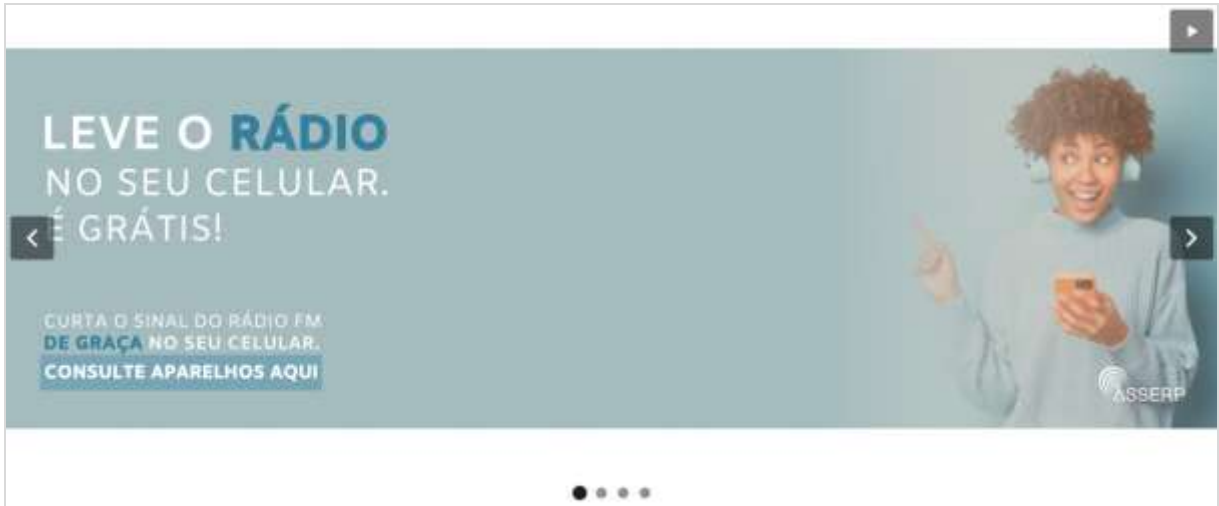 LEVE O RÁDIO
NO SEU CELULAR.
É GRÁTIS!
CURTA O SINAL DO RÁDIO FM
DE GRAÇA NO SEU CELULAR.
CONSULTE APARELHOS AQUI
ASSERP